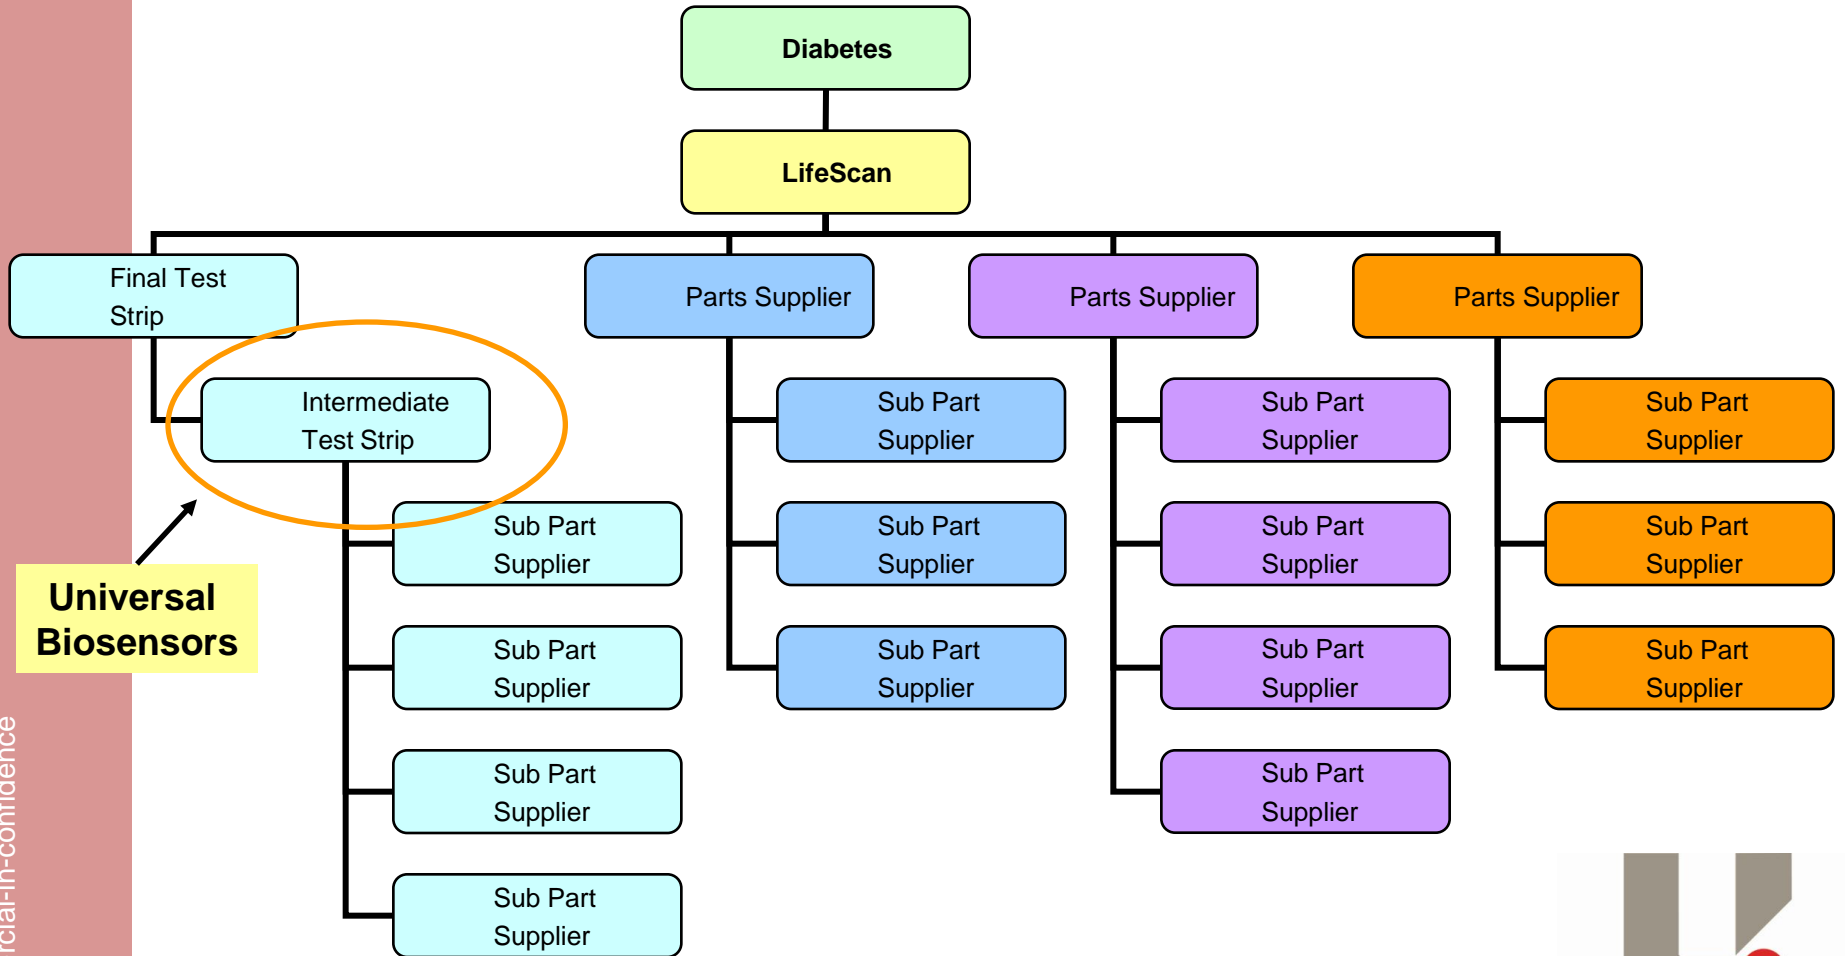 Diabetes
LifeScan
Final Test
Strip
Parts Supplier
Parts Supplier
Parts Supplier
Intermediate
Test Strip
Sub Part
Supplier
Sub Part
Supplier
Sub Part
Supplier
Sub Part
Supplier
Sub Part
Supplier
Sub Part
Supplier
Sub Part
Supplier
Universal
Biosensors
Sub Part
Supplier
Sub Part
Supplier
Sub Part
Supplier
Sub Part
Supplier
Sub Part
Supplier
Sub Part
Supplier
Sub Part
Supplier
rcial-in-confidence